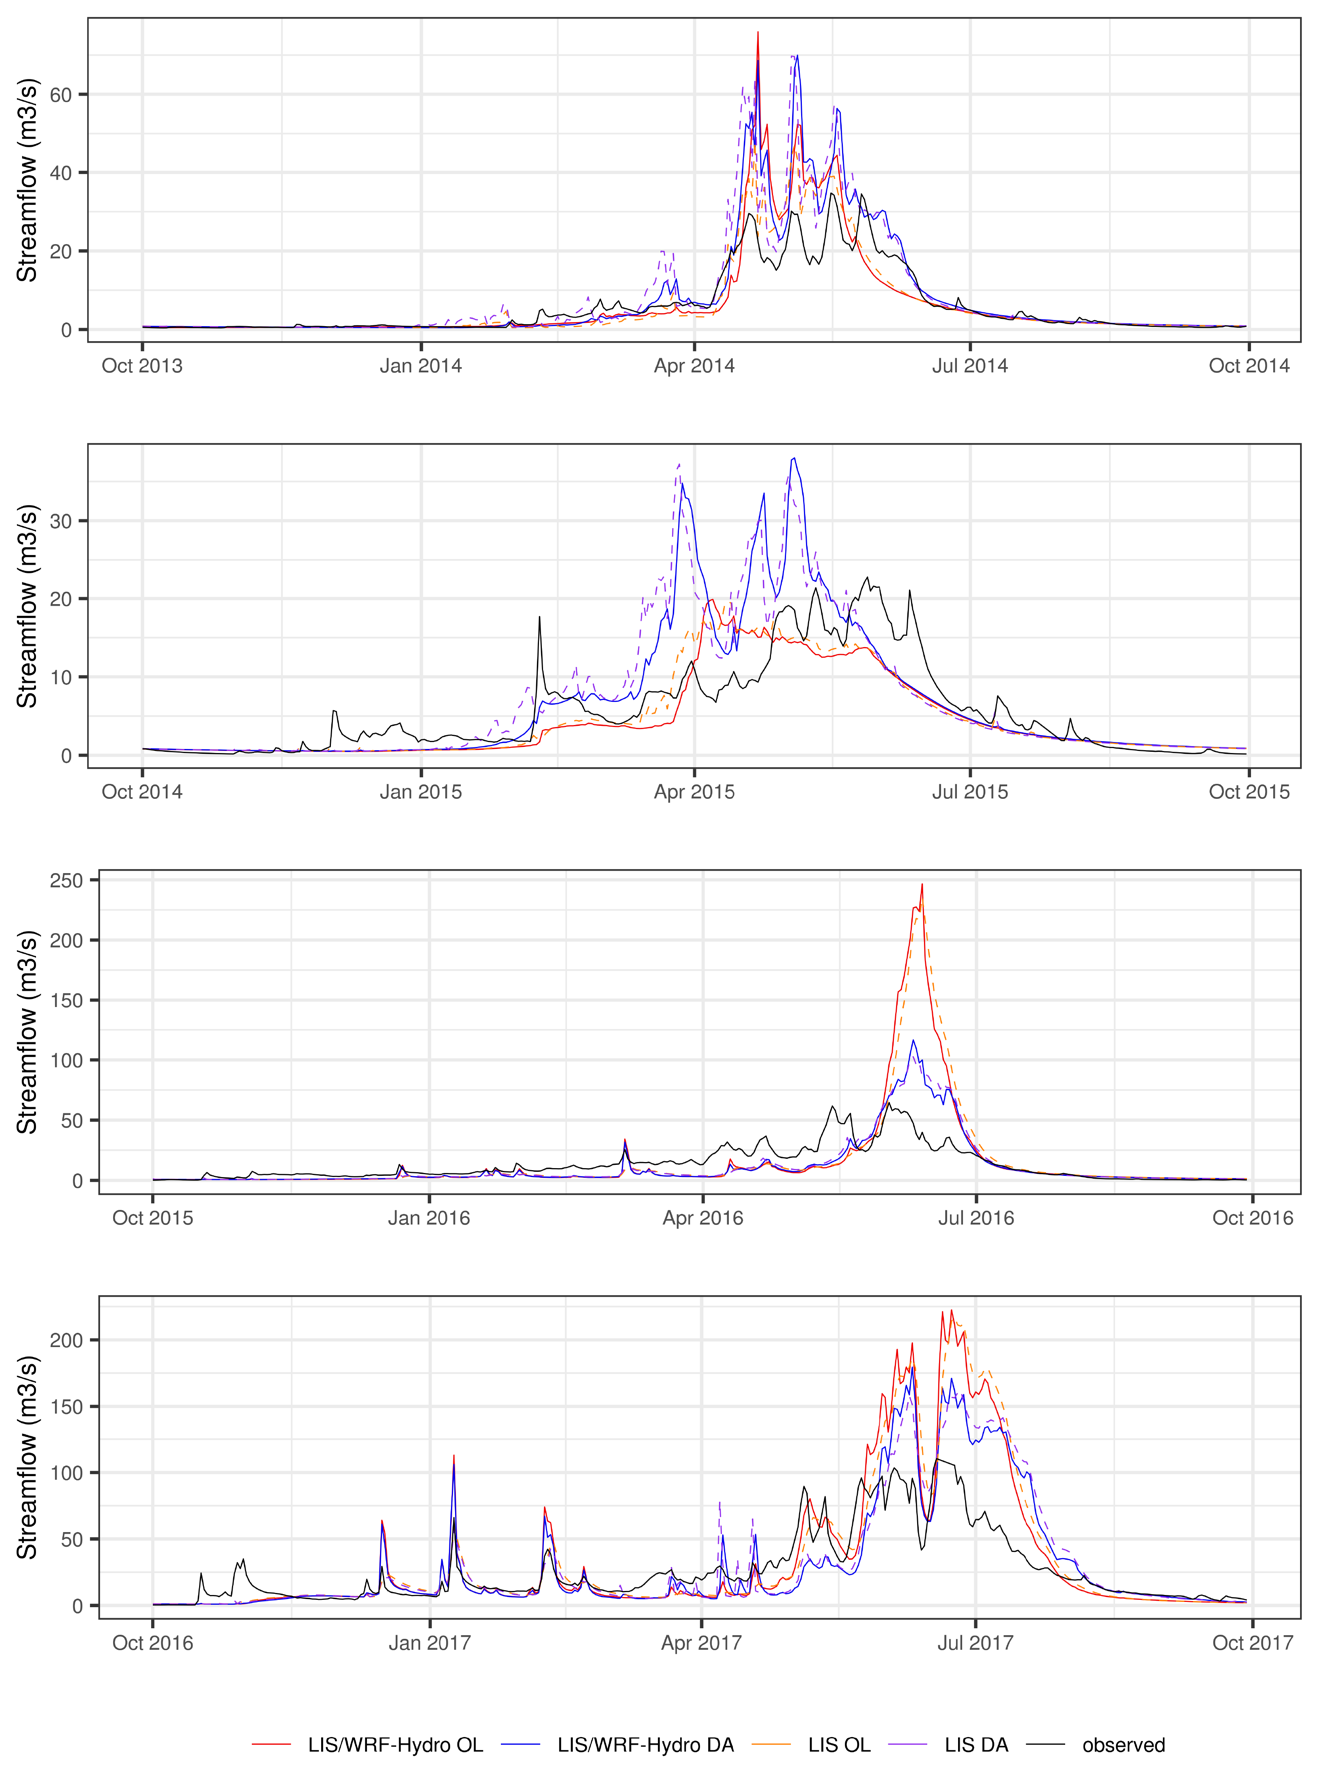 Streamflow (m3/s)
60
40
20
0
Oct 2013 Jan 2014 Apr 2014 Jul 2014 Oct 2014
Streamflow (m3/s)
30
20
10
0
Oct 2014 Jan 2015 Apr 2015 Jul 2015 Oct 2015
Streamflow (m3/s)
250
200
150
100
50
0
Oct 2015 Jan 2016 Apr 2016 Jul 2016 Oct 2016
Streamflow (m3/s)
200
150
100
50
0
Oct 2016 Jan 2017 Apr 2017 Jul 2017 Oct 2017
LIS/WRF-Hydro OL LIS/WRF-Hydro DA LIS OL LIS DA observed